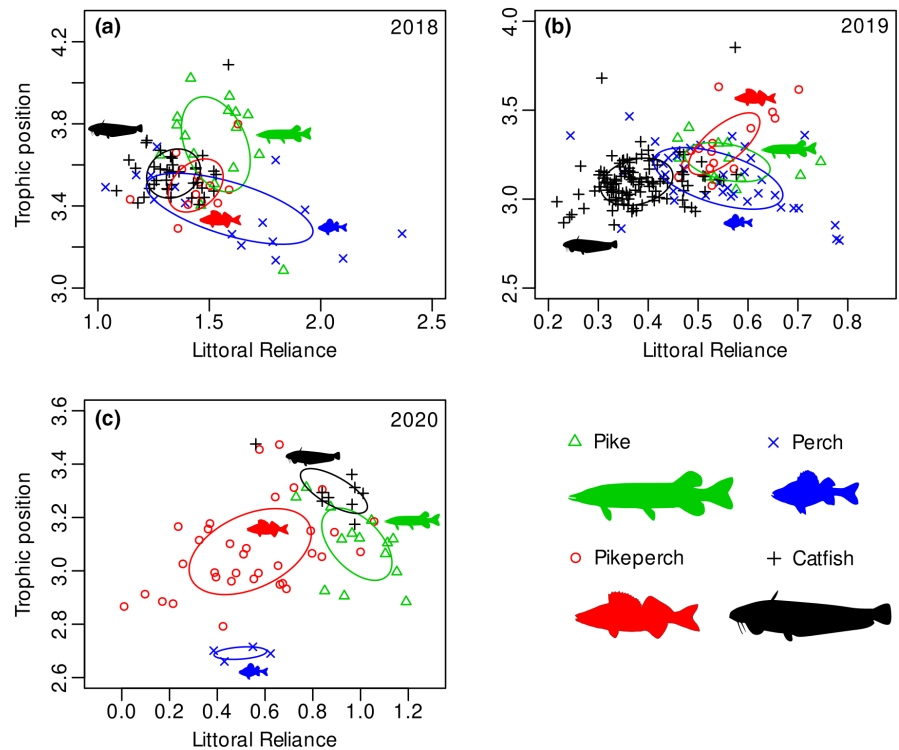 (a) 2018
Trophic position
4.2
3.8
3.4
3.0
1.0 1.5 2.0 2.5
Littoral Reliance
(b) 2019
4.0
3.5
3.0
2.5
0.2 0.3 0.4 0.5 0.6 0.7 0.8
Littoral Reliance
(c) 2020
Trophic position
3.6
3.4
3.2
3.0
2.8
2.6
0.0 0.2 0.4 0.6 0.8 1.0 1.2
Littoral Reliance
Pike Perch
Pikeperch Catfish